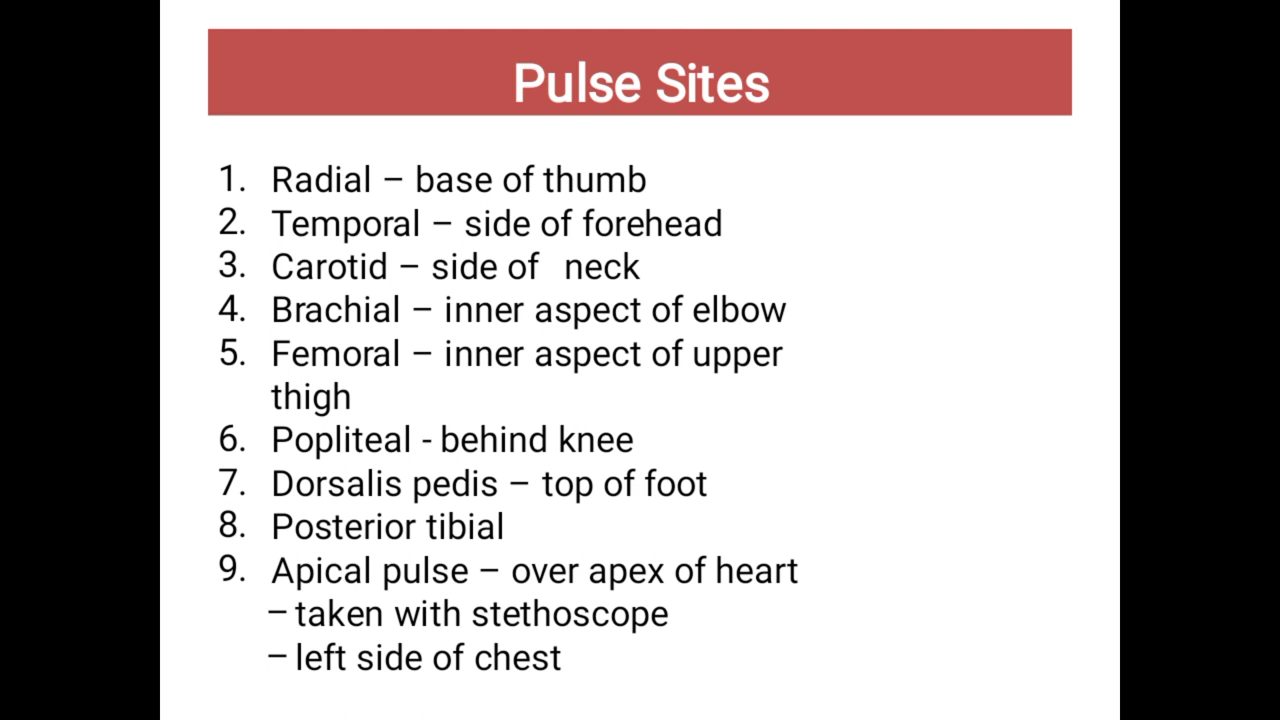 Pulse Sites
1. Radial – base of thumb
2. Temporal – side of forehead
3. Carotid – side of neck
4. Brachial – inner aspect of elbow
5. Femoral – inner aspect of upper
thigh
6. Popliteal - behind knee
7. Dorsalis pedis – top of foot
8. Posterior tibial
9. Apical pulse – over apex of heart
– taken with stethoscope
– left side of chest